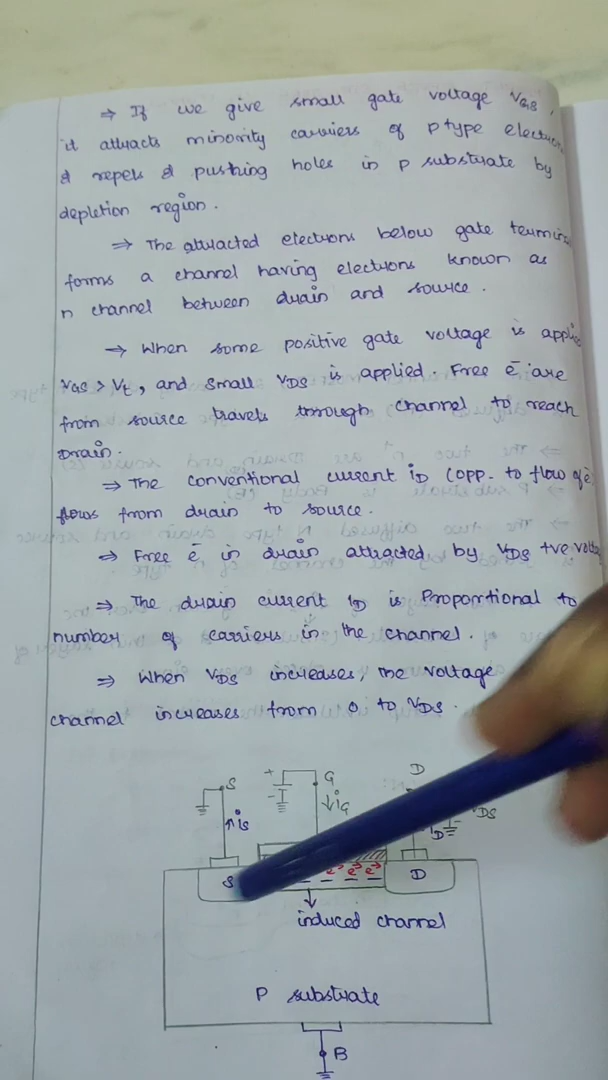 ⇒ If we give small gate voltage VGS,
it attracts minority carriers of p type electron
& repels & pushing holes in p substrate by
depletion region.
⇒ The attracted electrons below gate termin
forms a channel having electrons known as
n channel between drain and source.
→ When some positive gate voltage is applie
VGS > Vt, and small VDS is applied. Free e⁻ are
from source travels through channel to reach
Drain.
⇒ The conventional current iD (opp. to flow of e⁻)
flows from drain to source.
⇒ Free e⁻ in drain attracted by VDS +ve volta
⇒ The drain current ID is Proportional to
number of carriers in the channel.
⇒ When VDS increases, the voltage
channel increases from 0 to VDS.
S
+
-
G
D
↑ is
↓ iG
ID
VDS
S
e⁻ e⁻ e⁻
D
induced channel
P substrate
B